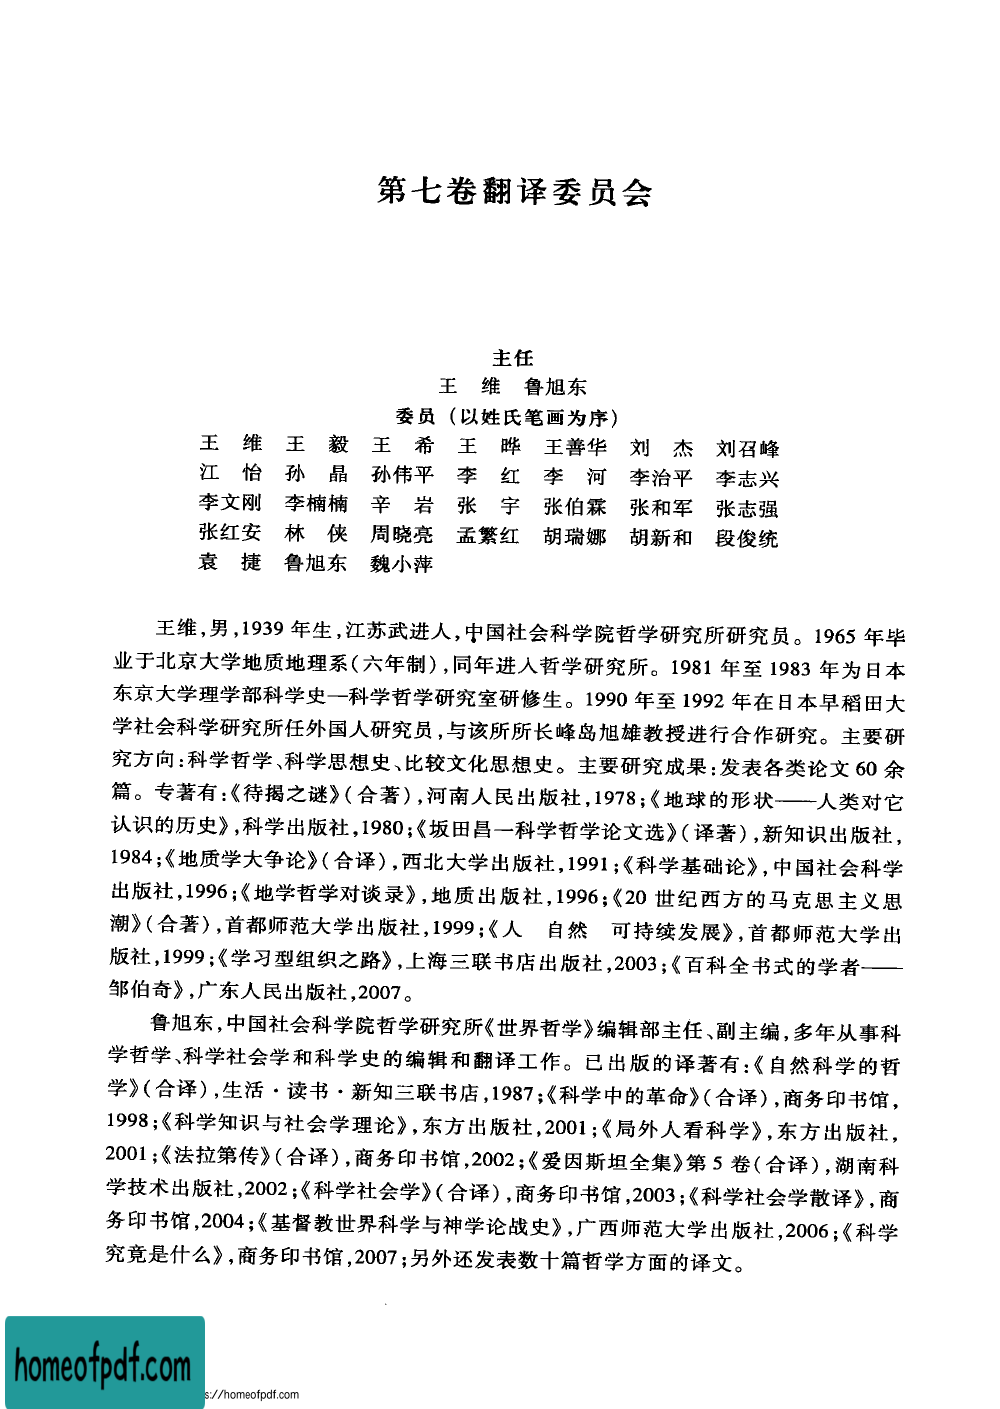 第七卷翻译委员会
主任
王　维　鲁旭东
委员（以姓氏笔画为序）
王　维　王　毅　王　希　王　晔　王善华　刘　杰　刘召峰
江　怡　孙　晶　孙伟平　李　红　李　河　李治平　李志兴
李文刚　李楠楠　辛　岩　张　宇　张伯霖　张和军　张志强
张红安　林　侠　周晓亮　孟繁红　胡瑞娜　胡新和　段俊统
袁　捷　鲁旭东　魏小萍
王维,男,1939 年生,江苏武进人,中国社会科学院哲学研究所研究员。1965 年毕
业于北京大学地质地理系(六年制),同年进入哲学研究所。1981 年至 1983 年为日本
东京大学理学部科学史—科学哲学研究室研修生。1990 年至 1992 年在日本早稻田大
学社会科学研究所任外国人研究员,与该所所长峰岛旭雄教授进行合作研究。主要研
究方向:科学哲学、科学思想史、比较文化思想史。主要研究成果:发表各类论文 60 余
篇。专著有:《待揭之谜》(合著),河南人民出版社,1978;《地球的形状——人类对它
认识的历史》,科学出版社,1980;《坂田昌一科学哲学论文选》(译著),新知识出版社,
1984;《地质学大争论》(合译),西北大学出版社,1991;《科学基础论》,中国社会科学
出版社,1996;《地学哲学对谈录》,地质出版社,1996;《20 世纪西方的马克思主义思
潮》(合著),首都师范大学出版社,1999;《人　自然　可持续发展》,首都师范大学出
版社,1999;《学习型组织之路》,上海三联书店出版社,2003;《百科全书式的学者——
邹伯奇》,广东人民出版社,2007。
鲁旭东,中国社会科学院哲学研究所《世界哲学》编辑部主任、副主编,多年从事科
学哲学、科学社会学和科学史的编辑和翻译工作。已出版的译著有:《自然科学的哲
学》(合译),生活·读书·新知三联书店,1987;《科学中的革命》(合译),商务印书馆,
1998;《科学知识与社会学理论》,东方出版社,2001;《局外人看科学》,东方出版社,
2001;《法拉第传》(合译),商务印书馆,2002;《爱因斯坦全集》第 5 卷(合译),湖南科
学技术出版社,2002;《科学社会学》(合译),商务印书馆,2003;《科学社会学散译》,商
务印书馆,2004;《基督教世界科学与神学论战史》,广西师范大学出版社,2006;《科学
究竟是什么》,商务印书馆,2007;另外还发表数十篇哲学方面的译文。
homeofpdf.com
s://homeofpdf.com